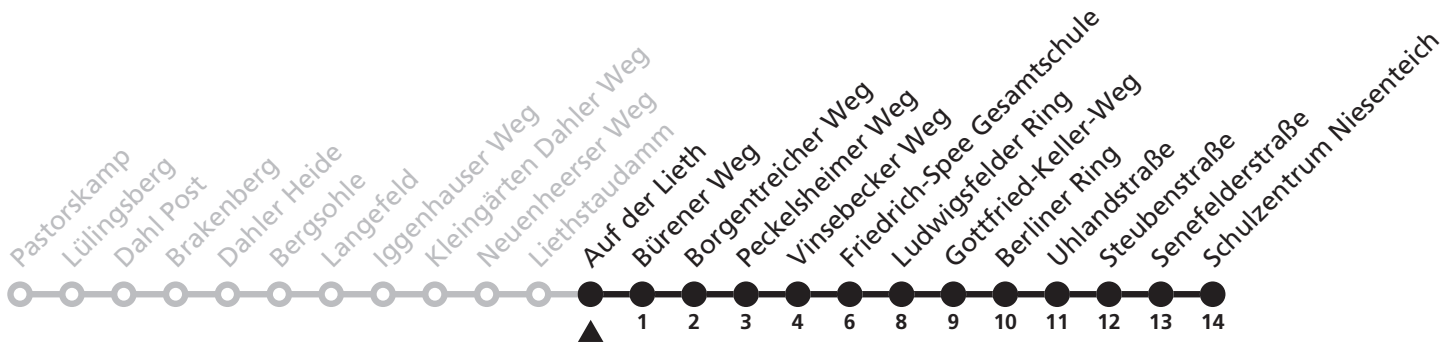 Pastorskamp
Lülingsberg
Dahl Post
Brakenberg
Dahler Heide
Bergsohle
Langefeld
Iggenhauser Weg
Kleingärten Dahler Weg
Neuenheerser Weg
Liethstaudamm
Auf der Lieth
Bürener Weg
Borgentreicher Weg
Peckelsheimer Weg
Vinsebecker Weg
Friedrich-Spee Gesamtschule
Ludwigsfelder Ring
Gottfried-Keller-Weg
Berliner Ring
Uhlandstraße
Steubenstraße
Senefelderstraße
Schulzentrum Niesenteich
1 2 3 4 6 8 9 10 11 12 13 14